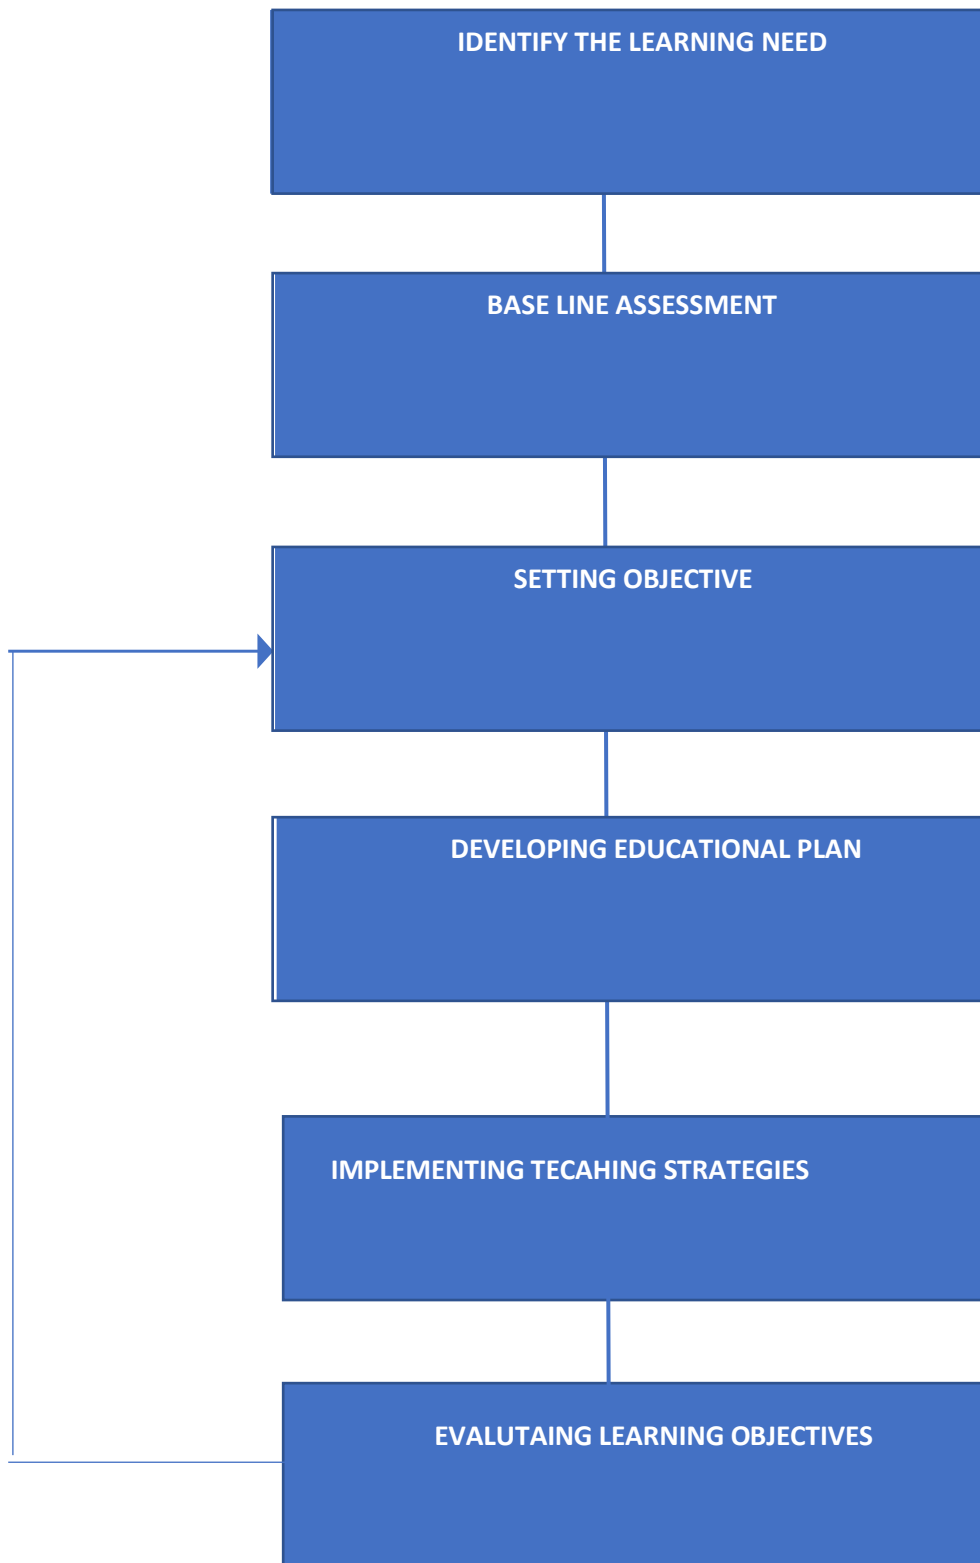 IDENTIFY THE LEARNING NEED
BASE LINE ASSESSMENT
SETTING OBJECTIVE
DEVELOPING EDUCATIONAL PLAN
IMPLEMENTING TECAHING STRATEGIES
EVALUTAING LEARNING OBJECTIVES